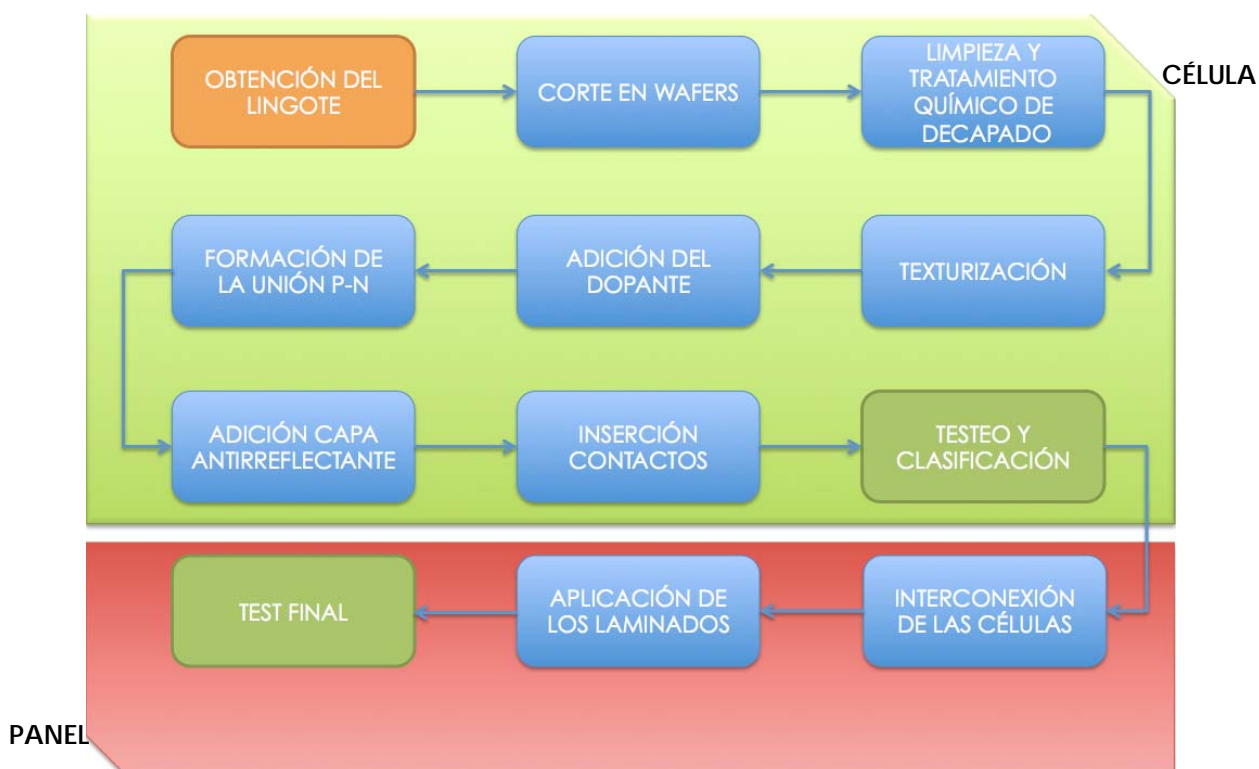 OBTENCIÓN DEL
LINGOTE
CORTE EN WAFERS
LIMPIEZA Y
TRATAMIENTO
QUÍMICO DE
DECAPADO
CÉLULA
FORMACIÓN DE
LA UNIÓN P-N
ADICIÓN DEL
DOPANTE
TEXTURIZACIÓN
ADICIÓN CAPA
ANTIRREFLECTANTE
INSERCIÓN
CONTACTOS
TESTEO Y
CLASIFICACIÓN
TEST FINAL
APLICACIÓN DE
LOS LAMINADOS
INTERCONEXIÓN
DE LAS CÉLULAS
PANEL